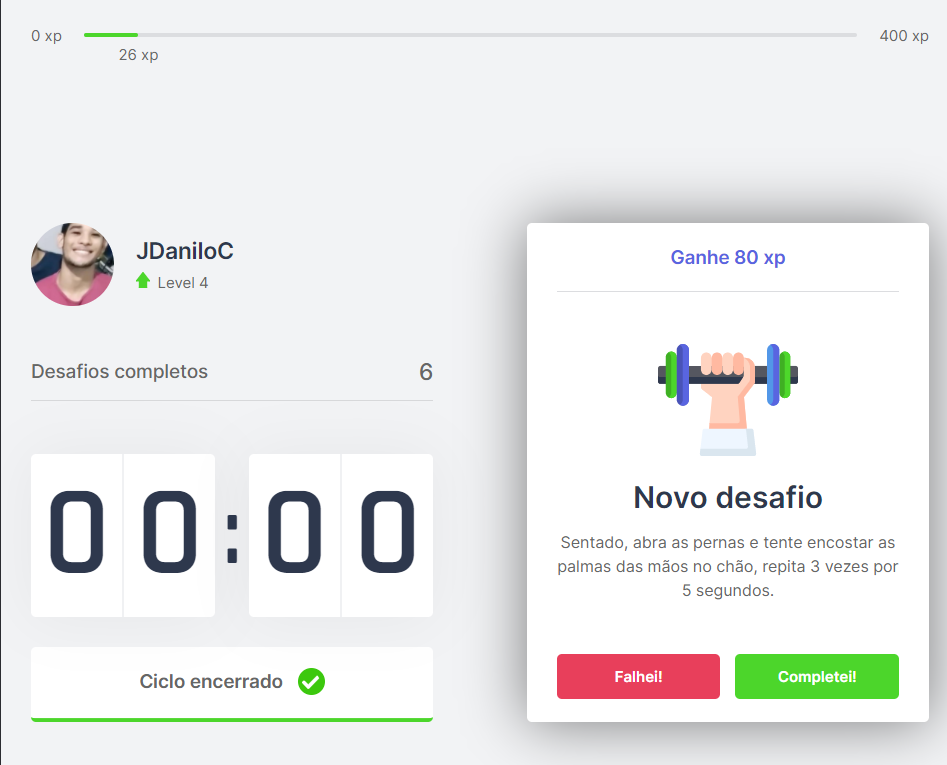 0 xp
400 xp
26 xp
JDaniloC
Level 4
Desafios completos
6
00:00
Ciclo encerrado
Ganhe 80 xp
Novo desafio
Sentado, abra as pernas e tente encostar as
palmas das mãos no chão, repita 3 vezes por
5 segundos.
Falhei!
Completei!